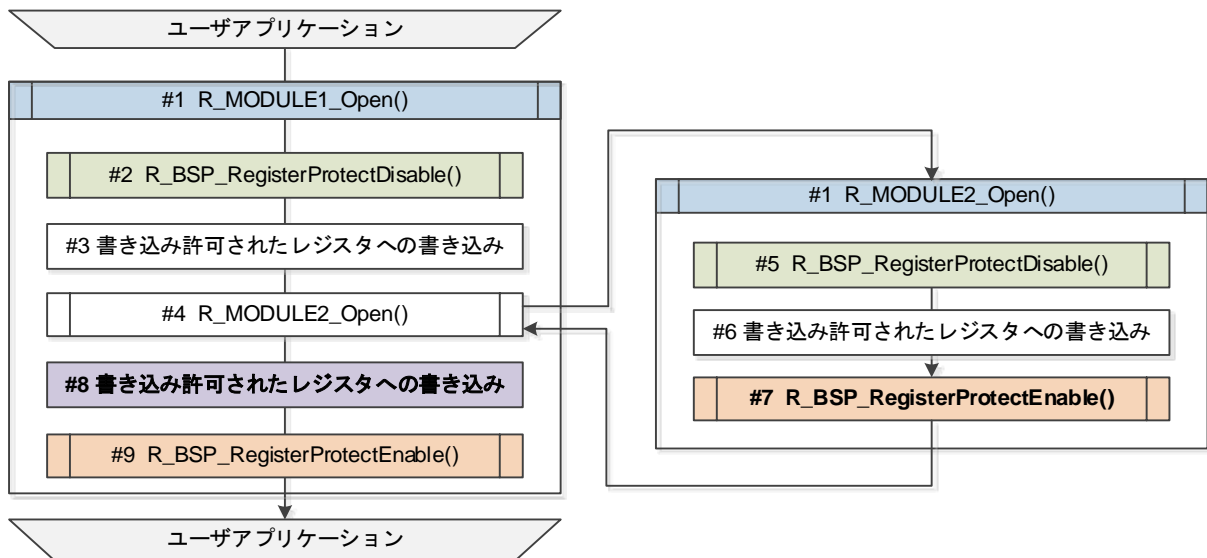 ユーザアプリケーション
#1 R_MODULE1_Open()
#2 R_BSP_RegisterProtectDisable()
#3 書き込み許可されたレジスタへの書き込み
#4 R_MODULE2_Open()
#8 書き込み許可されたレジスタへの書き込み
#9 R_BSP_RegisterProtectEnable()
ユーザアプリケーション
#1 R_MODULE2_Open()
#5 R_BSP_RegisterProtectDisable()
#6 書き込み許可されたレジスタへの書き込み
#7 R_BSP_RegisterProtectEnable()